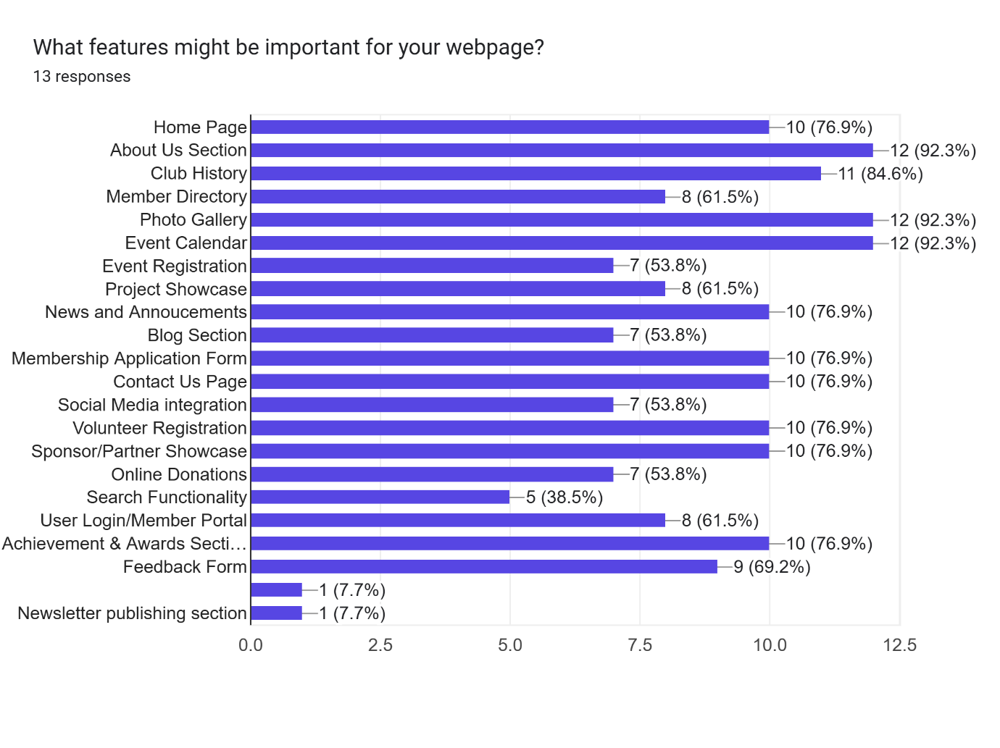 What features might be important for your webpage?
13 responses
Home Page 10 (76.9%)
About Us Section 12 (92.3%)
Club History 11 (84.6%)
Member Directory 8 (61.5%)
Photo Gallery 12 (92.3%)
Event Calendar 12 (92.3%)
Event Registration 7 (53.8%)
Project Showcase 8 (61.5%)
News and Annoucements 10 (76.9%)
Blog Section 7 (53.8%)
Membership Application Form 10 (76.9%)
Contact Us Page 10 (76.9%)
Social Media integration 7 (53.8%)
Volunteer Registration 10 (76.9%)
Sponsor/Partner Showcase 10 (76.9%)
Online Donations 7 (53.8%)
Search Functionality 5 (38.5%)
User Login/Member Portal 8 (61.5%)
Achievement & Awards Secti… 10 (76.9%)
Feedback Form 9 (69.2%)
1 (7.7%)
Newsletter publishing section 1 (7.7%)
0.0 2.5 5.0 7.5 10.0 12.5